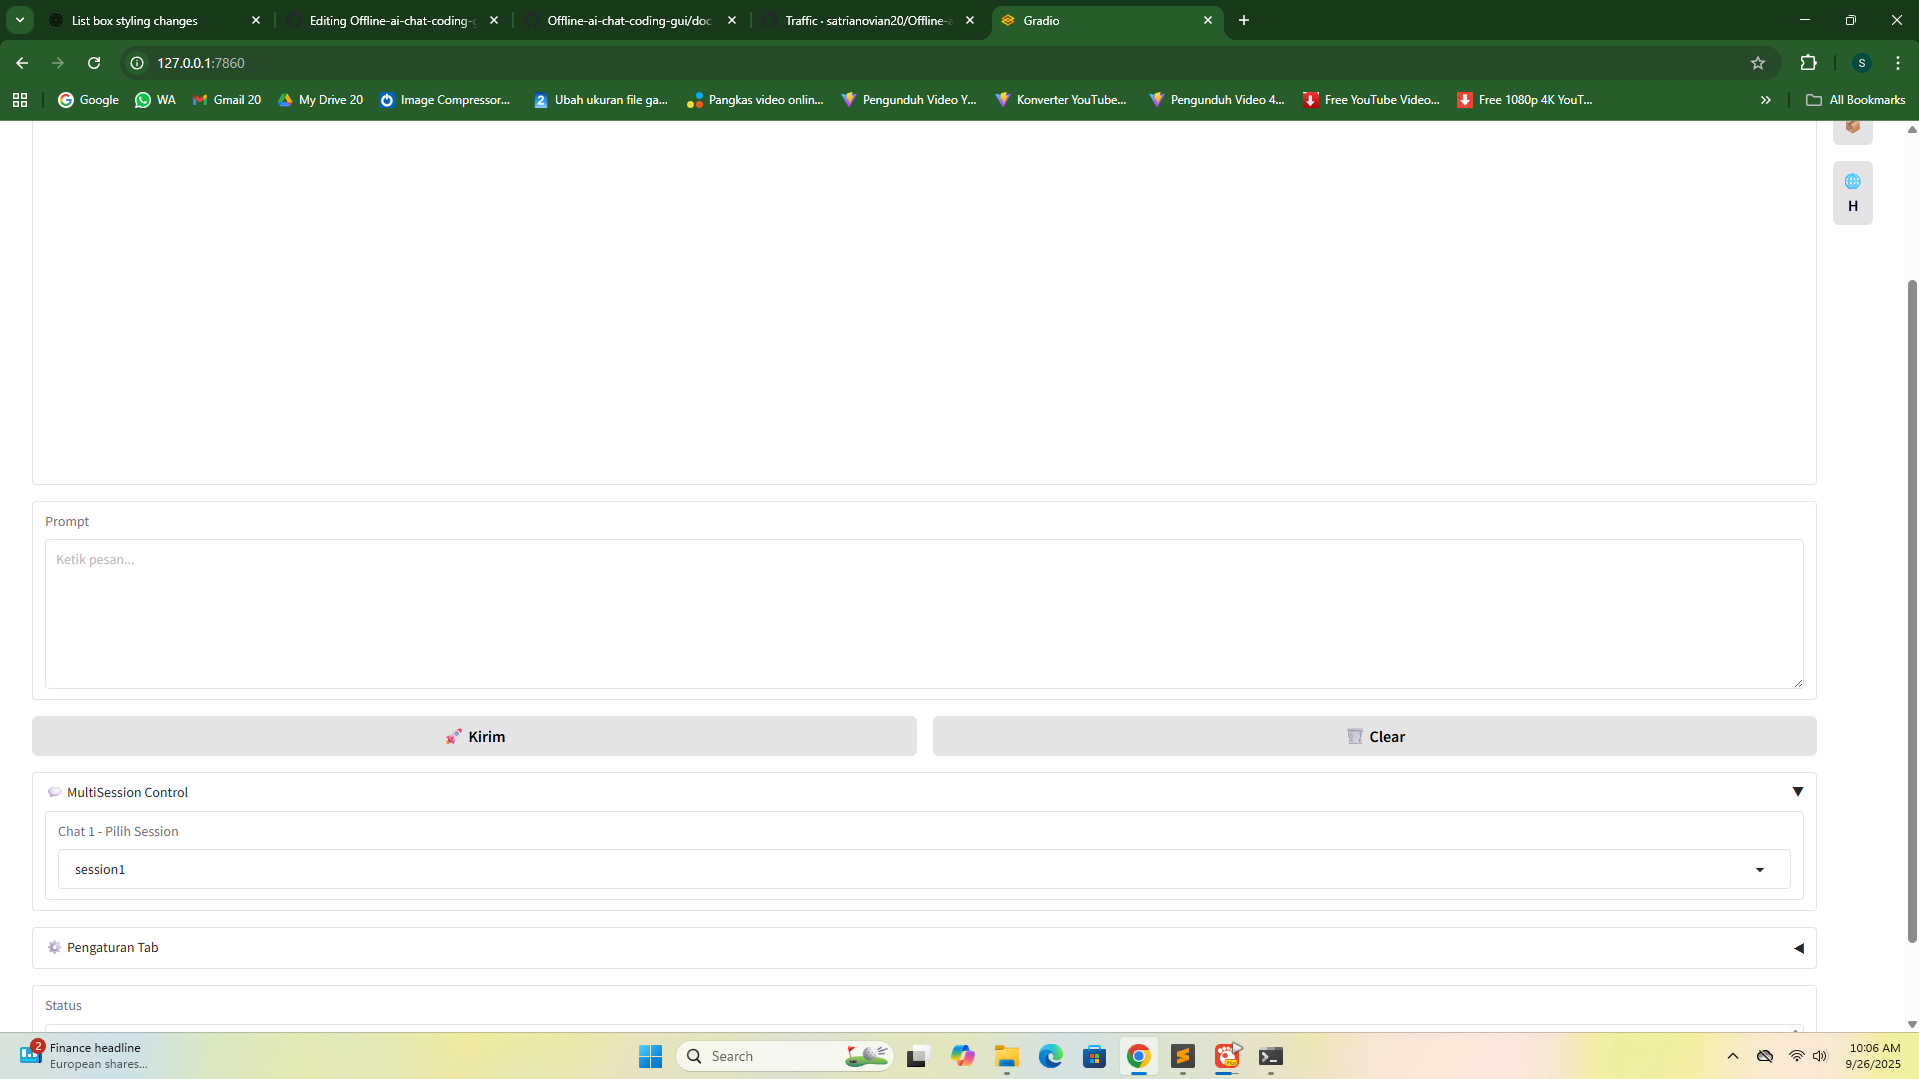 List box styling changes
Editing Offline-ai-chat-coding-g
Offline-ai-chat-coding-gui/doc
Traffic · satrianovian20/Offline-a
Gradio
127.0.0.1:7860
S
Google
WA
Gmail 20
My Drive 20
Image Compressor...
2
Ubah ukuran file ga...
Pangkas video onlin...
Pengunduh Video Y...
Konverter YouTube...
Pengunduh Video 4...
Free YouTube Video...
Free 1080p 4K YouT...
All Bookmarks
H
Prompt
Ketik pesan...
Kirim
Clear
MultiSession Control
Chat 1 - Pilih Session
session1
Pengaturan Tab
Status
2
Finance headline
European shares...
Search
10:06 AM
9/26/2025